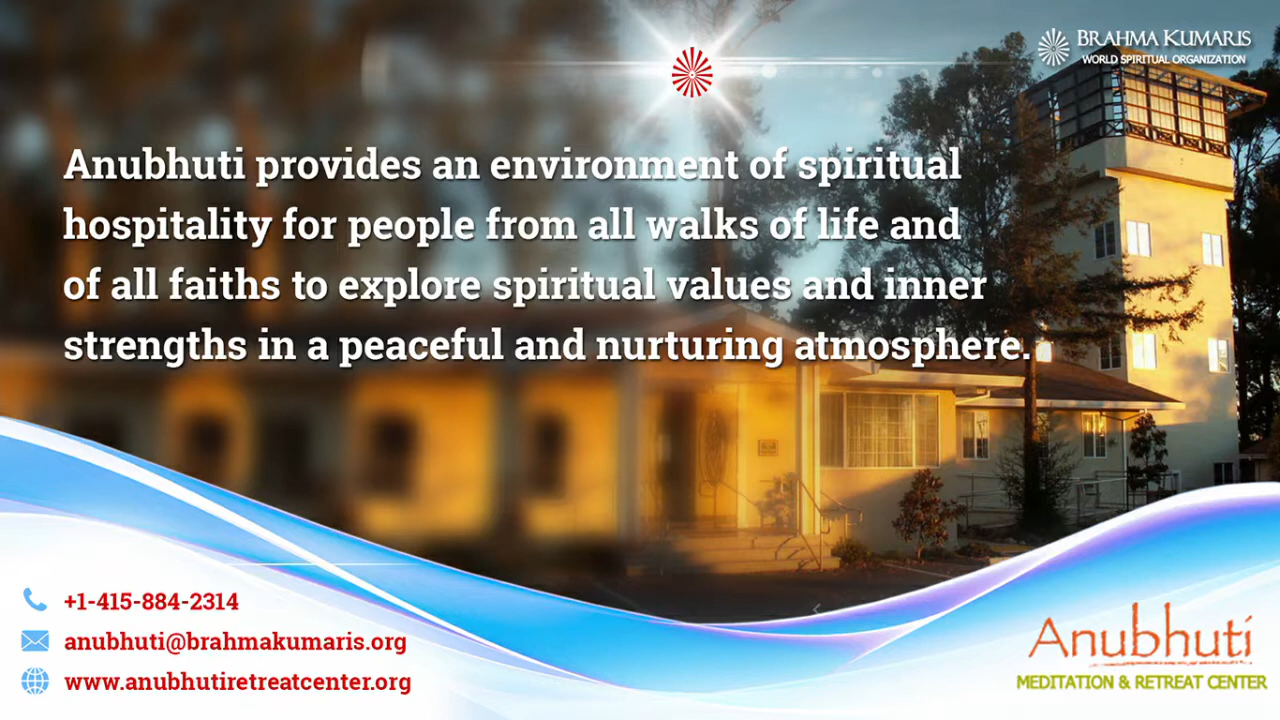 BRAHMA KUMARIS
WORLD SPIRITUAL ORGANIZATION
Anubhuti provides an environment of spiritual
hospitality for people from all walks of life and
of all faiths to explore spiritual values and inner
strengths in a peaceful and nurturing atmosphere.
+1-415-884-2314
anubhuti@brahmakumaris.org
www.anubhutiretreatcenter.org
Anubhuti
MEDITATION & RETREAT CENTER